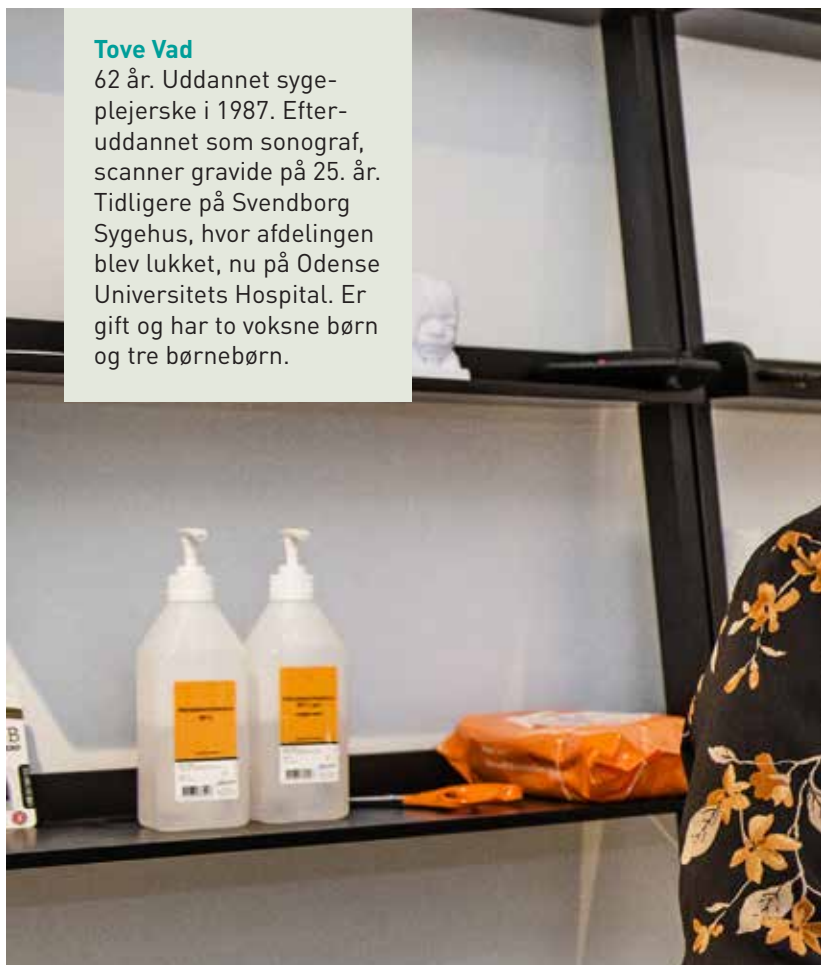 Tove Vad
62 år. Uddannet syge-
plejerske i 1987. Efter-
uddannet som sonograf,
scanner gravide på 25. år.
Tidligere på Svendborg
Sygehus, hvor afdelingen
blev lukket, nu på Odense
Universitets Hospital. Er
gift og har to voksne børn
og tre børnebørn.